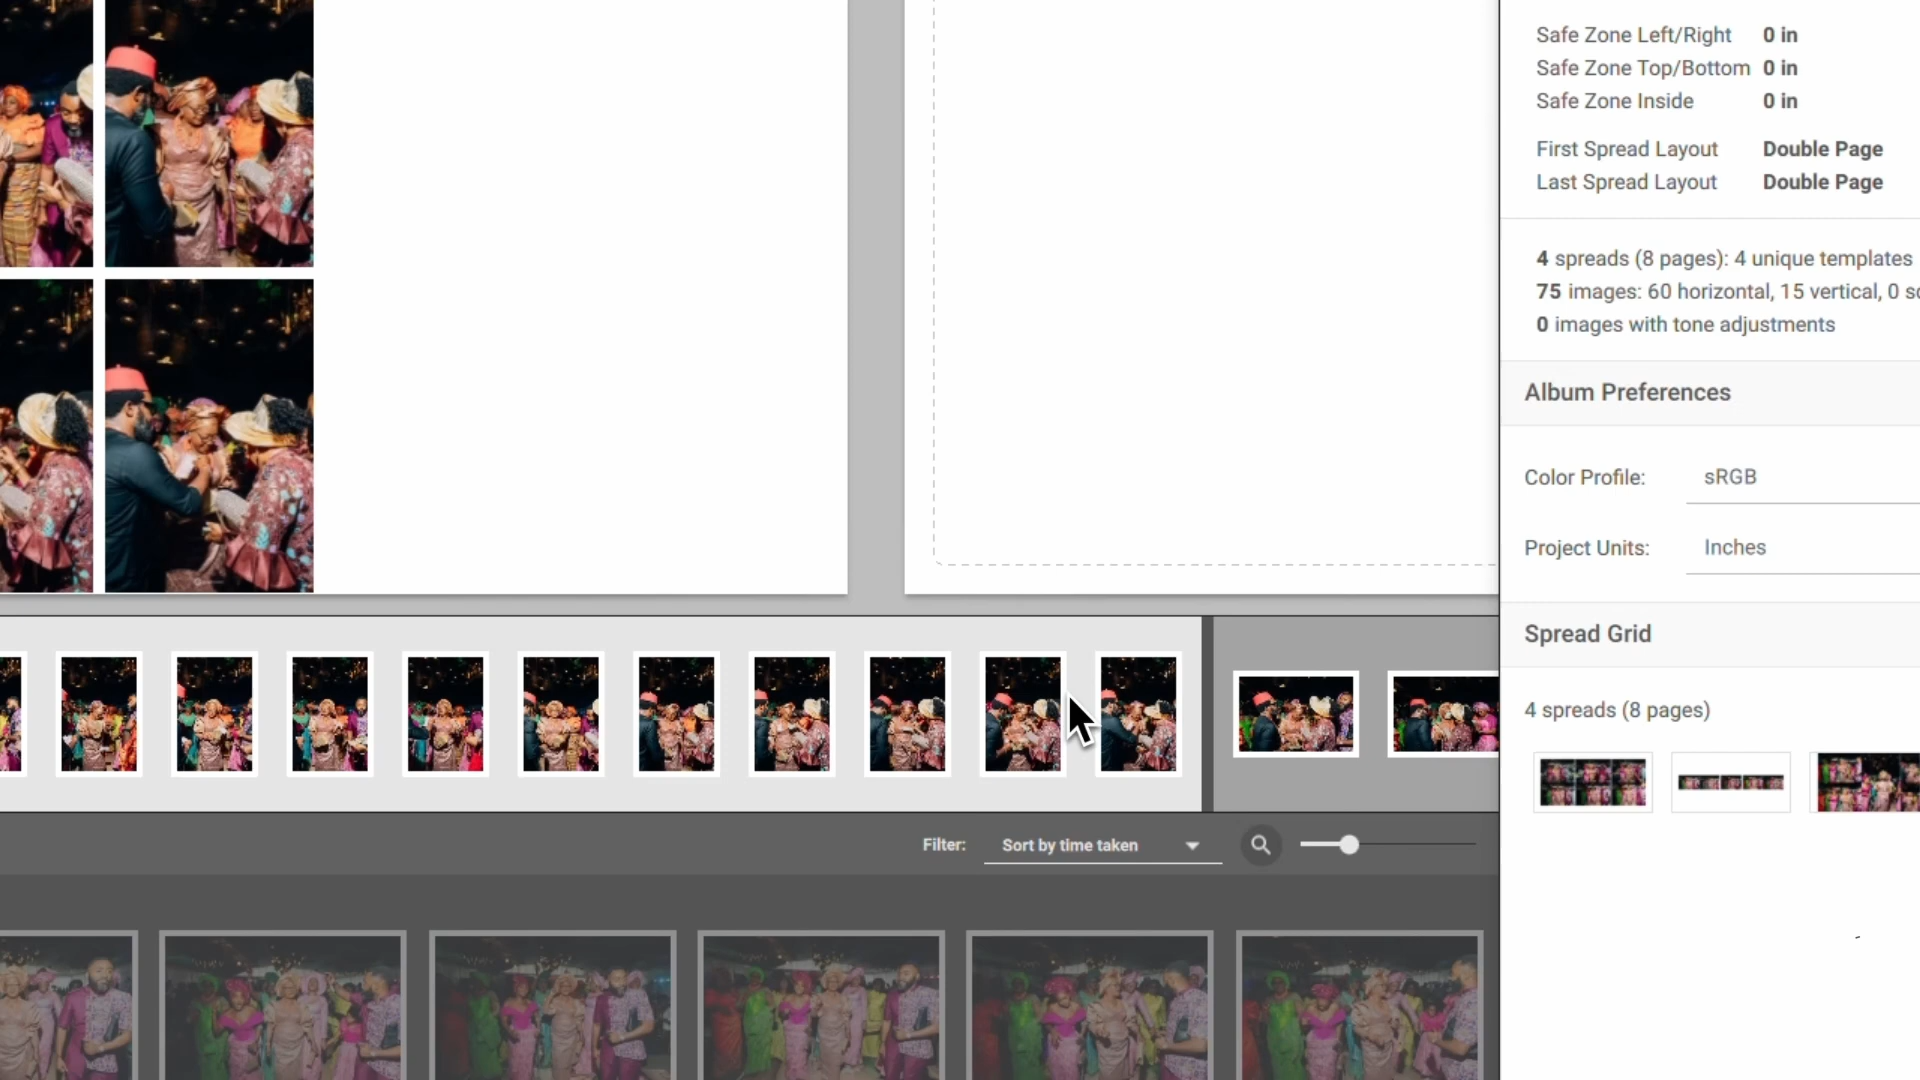 Safe Zone Left/Right 0 in
Safe Zone Top/Bottom 0 in
Safe Zone Inside 0 in
First Spread Layout Double Page
Last Spread Layout Double Page
4 spreads (8 pages): 4 unique templates
75 images: 60 horizontal, 15 vertical, 0
0 images with tone adjustments
Album Preferences
Color Profile: sRGB
Project Units: Inches
Spread Grid
4 spreads (8 pages)
Filter: Sort by time taken